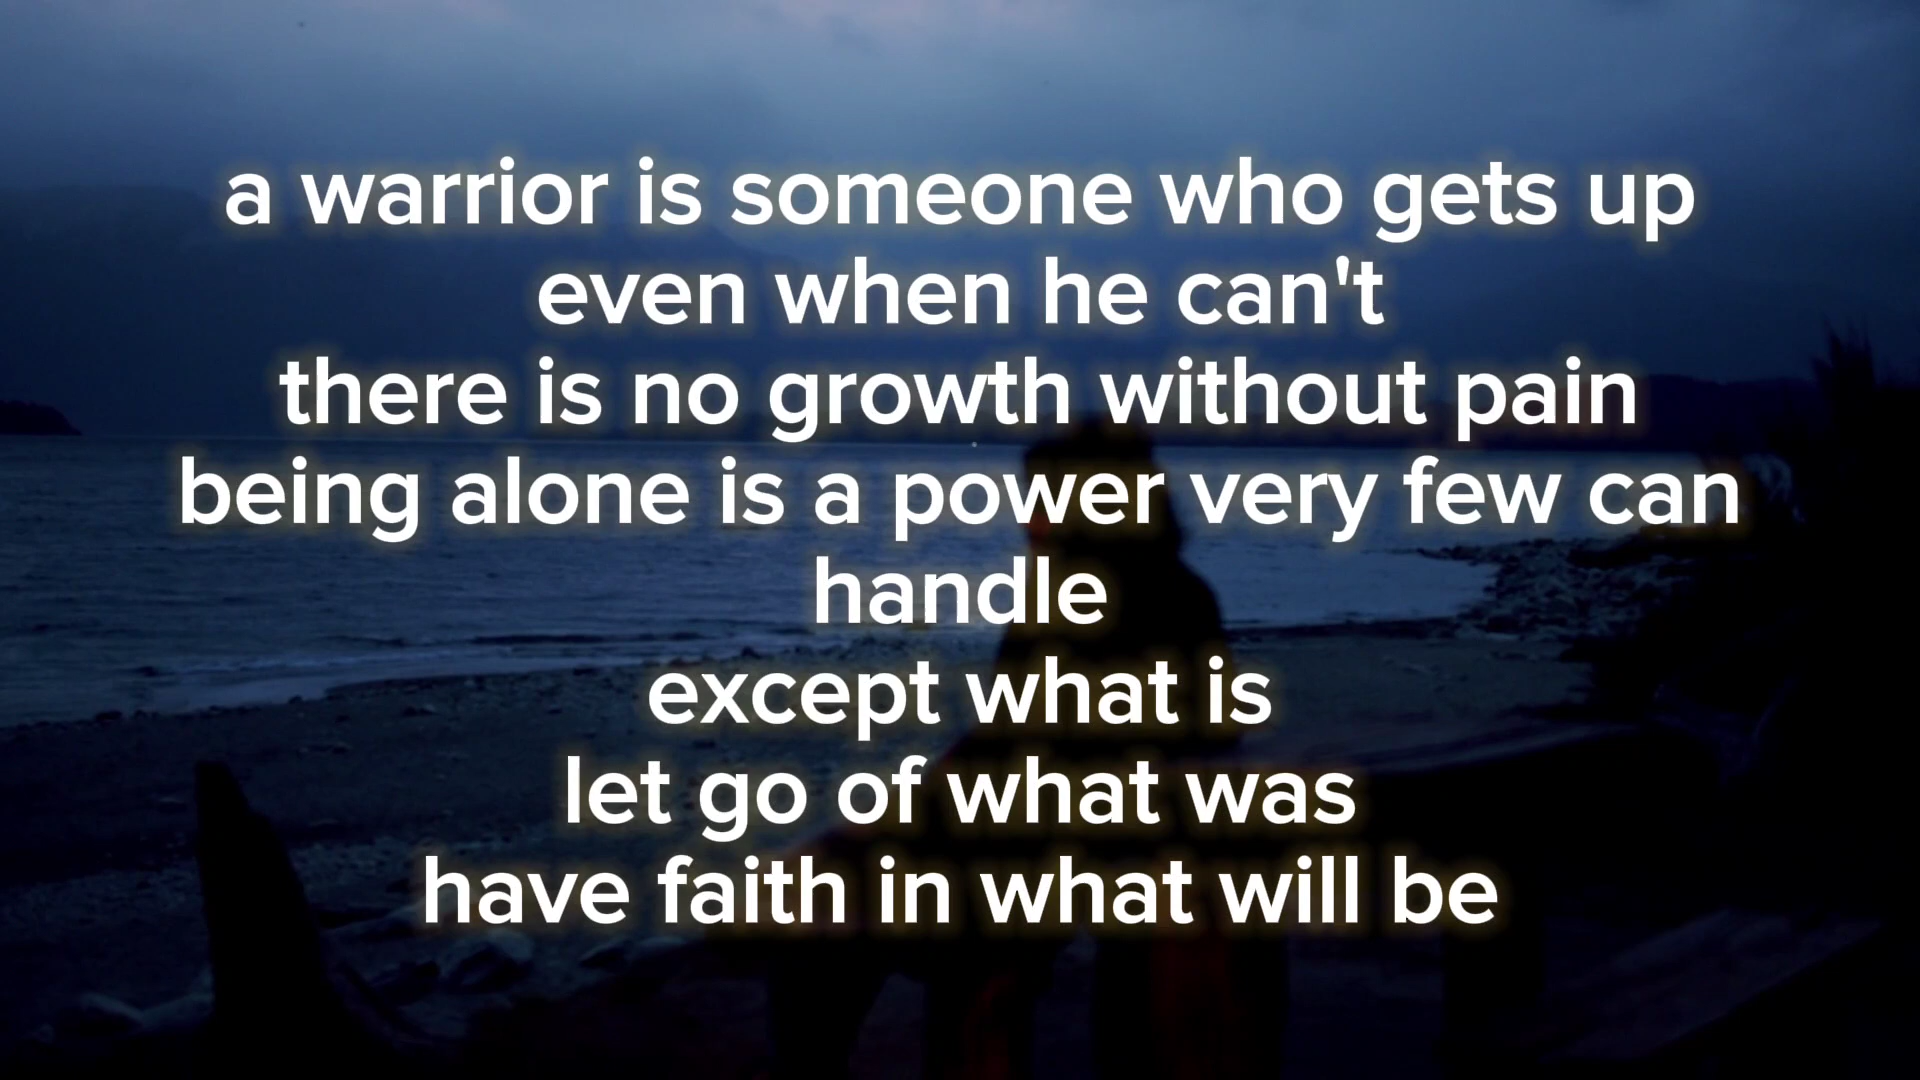 a warrior is someone who gets up
even when he can't
there is no growth without pain
being alone is a power very few can
handle
except what is
let go of what was
have faith in what will be